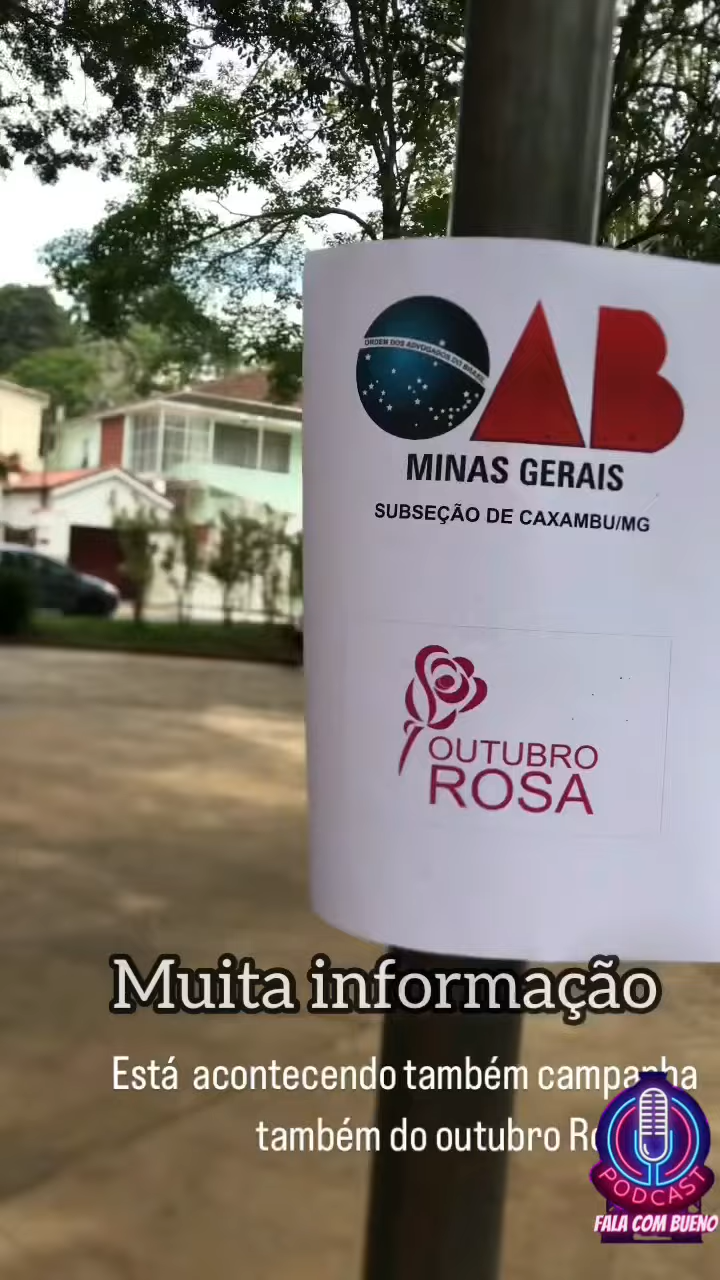 ORDEM DOS ADVOGADOS DO BRASIL
OAB
MINAS GERAIS
SUBSEÇÃO DE CAXAMBU/MG
OUTUBRO
ROSA
Muita informação
Está acontecendo também campanha
também do outubro
PODCAST
FALA COM BUENO